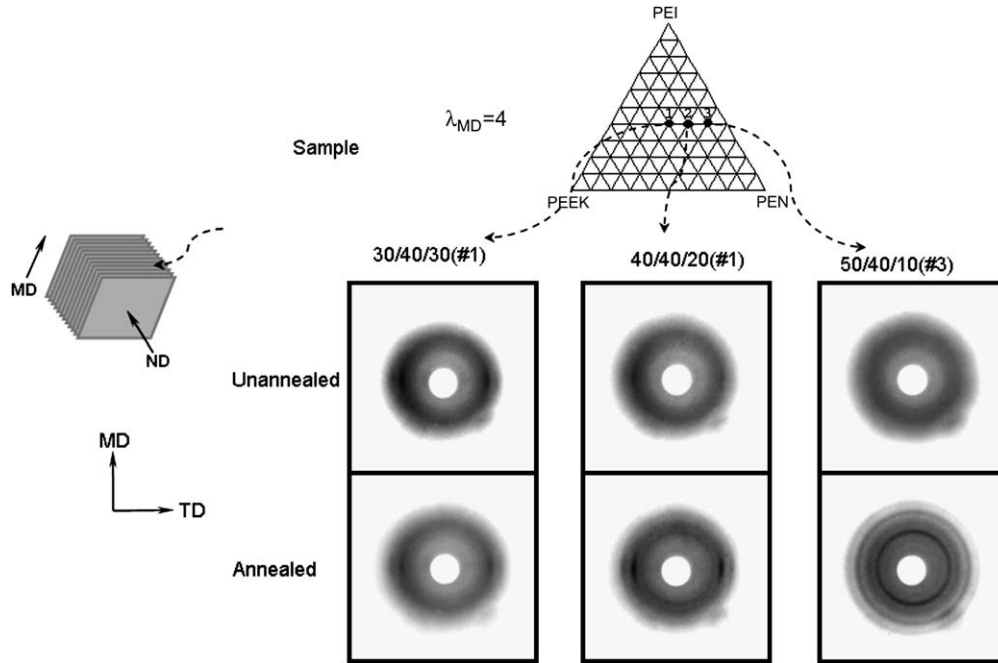 PEI
1 2 3
λMD=4
Sample
PEEK PEN
30/40/30(#1) 40/40/20(#1) 50/40/10(#3)
MD
ND
Unannealed
MD
TD
Annealed